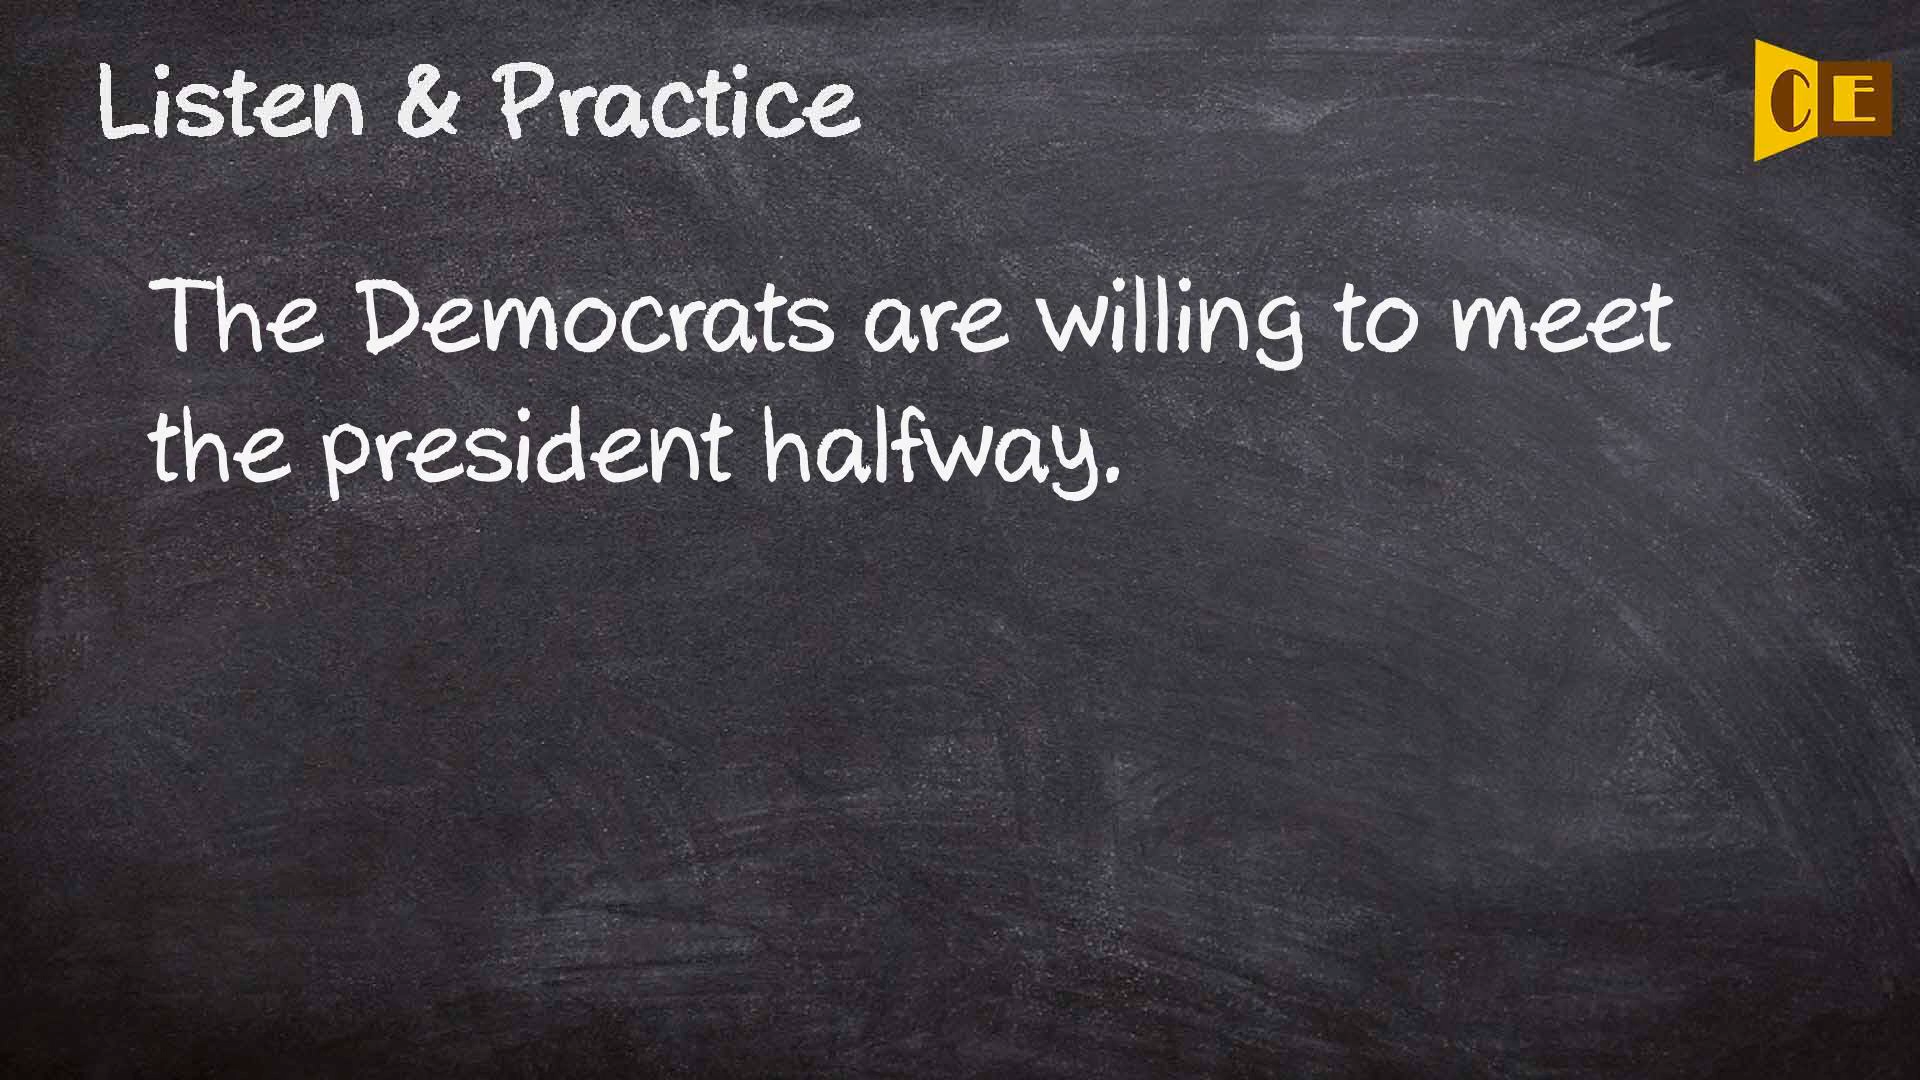 Listen & Practice
CE
The Democrats are willing to meet
the president halfway.